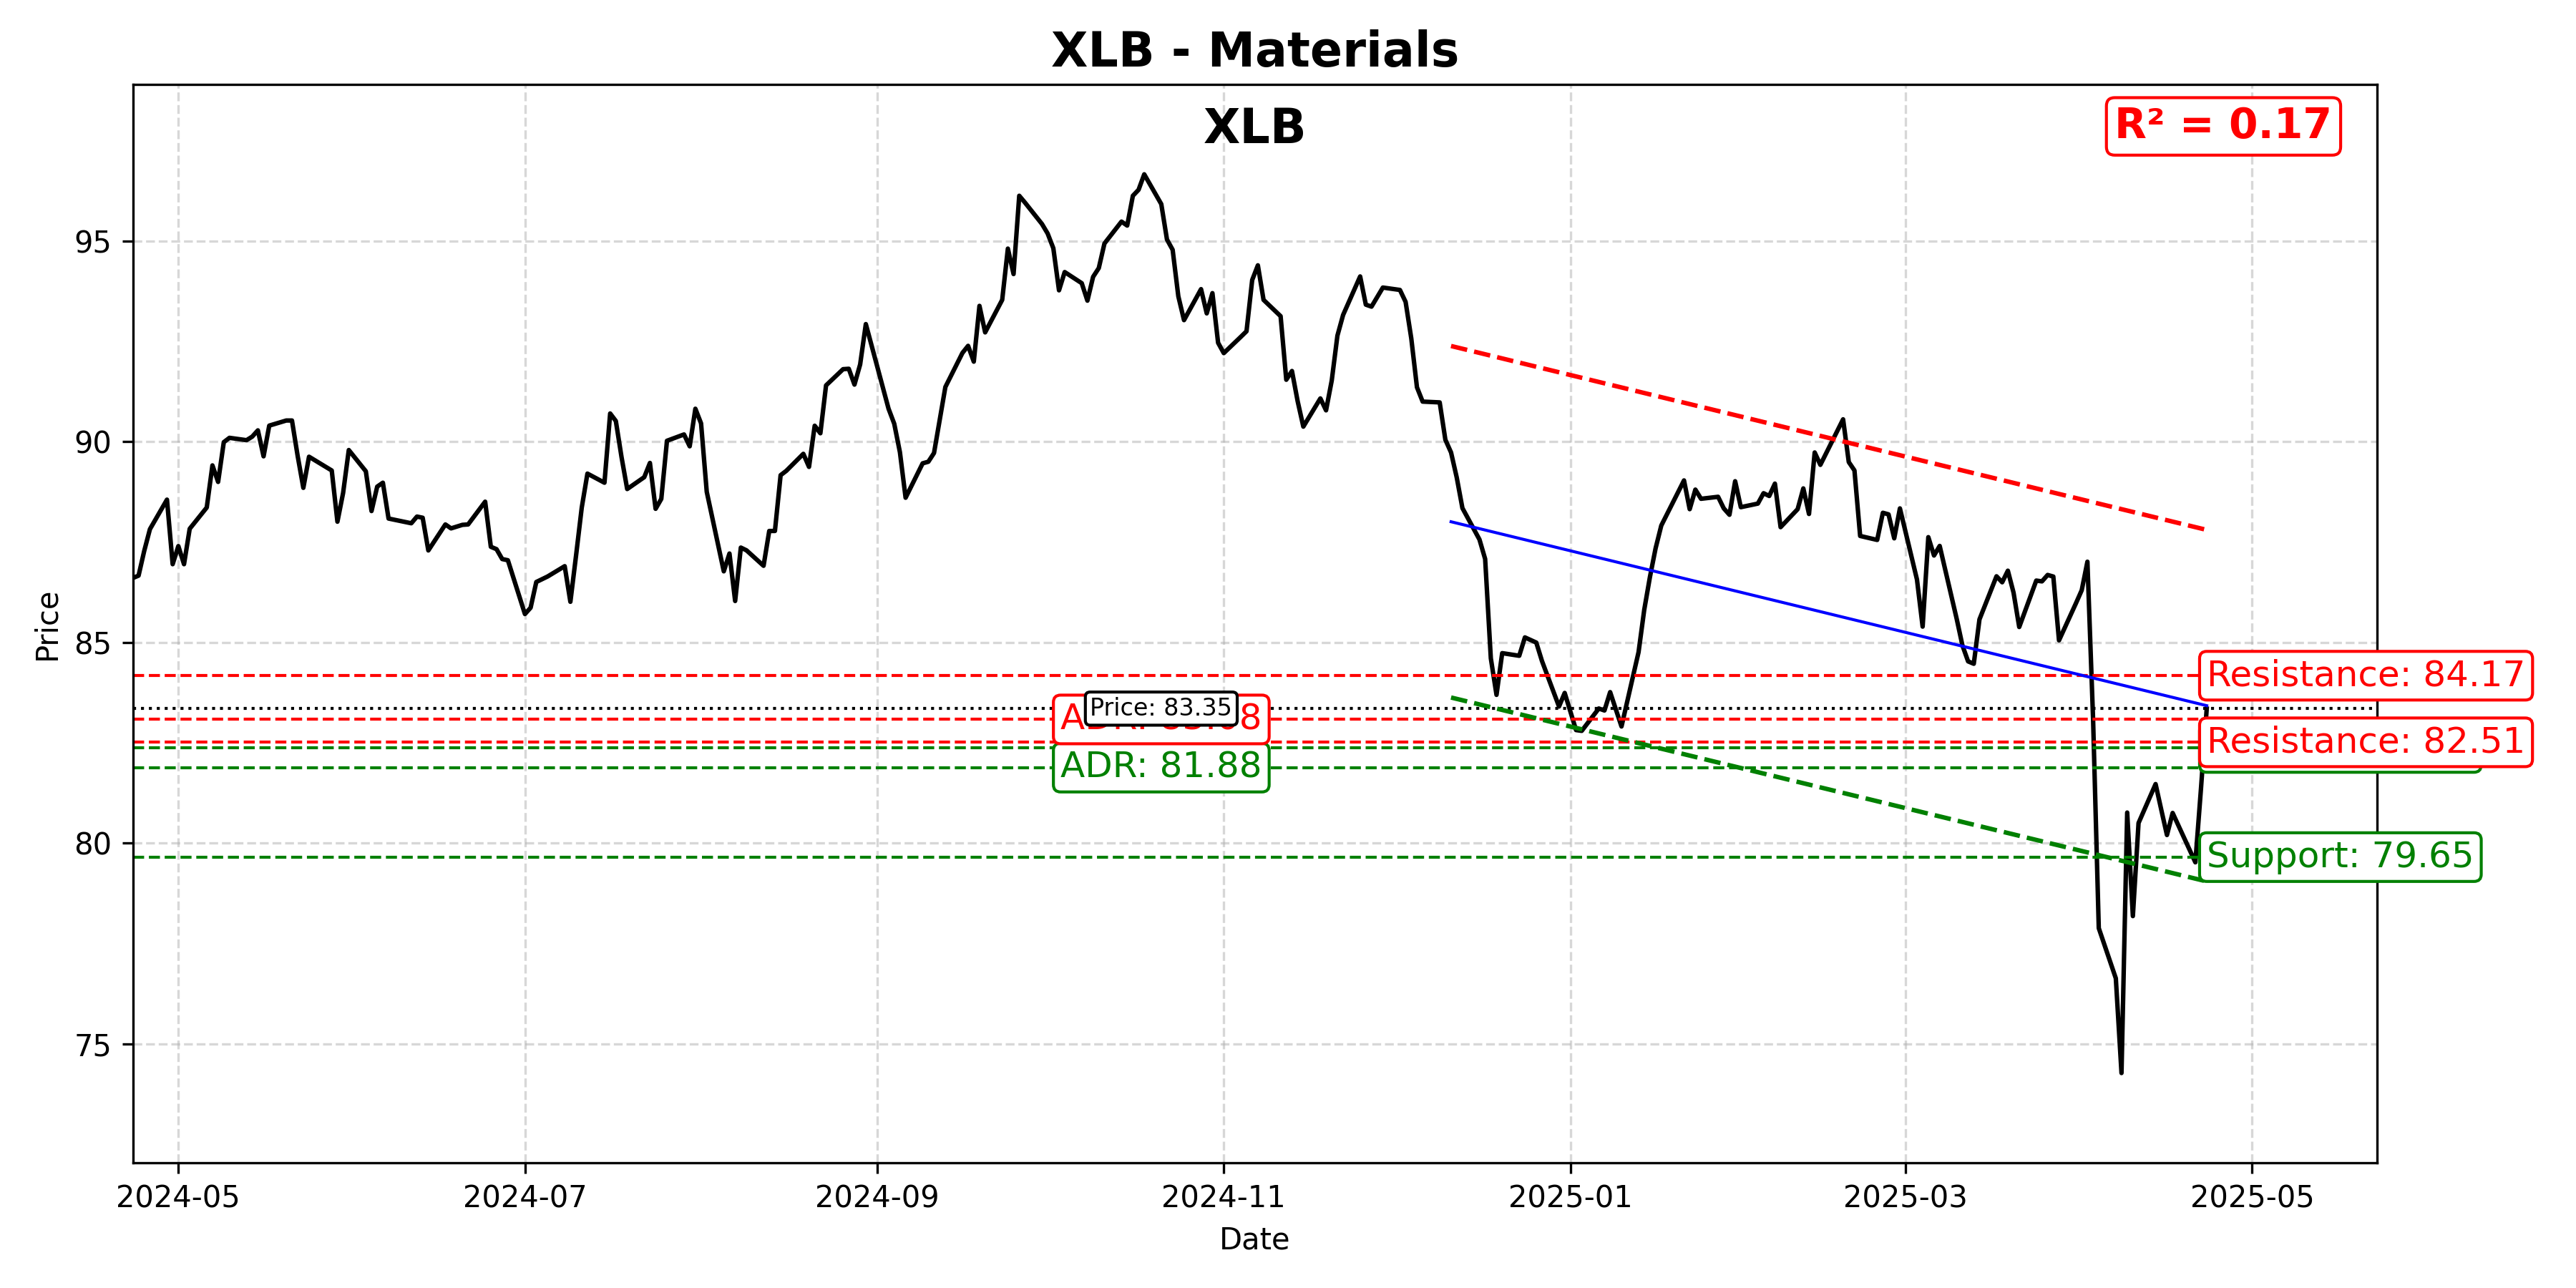 XLB - Materials
XLB
R² = 0.17
95
90
85
80
75
Price
Resistance: 84.17
Price: 83.35
Resistance: 82.51
ADR: 81.88
Support: 79.65
2024-05
2024-07
2024-09
2024-11
2025-01
2025-03
2025-05
Date